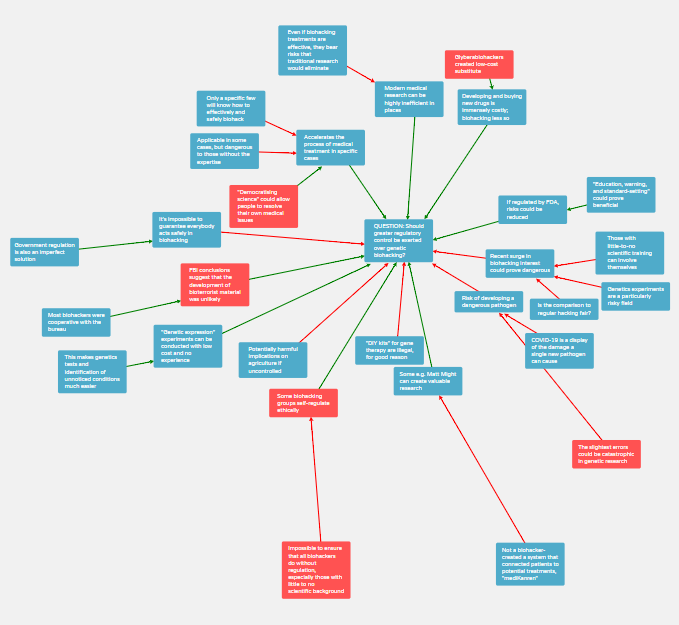 Even if biohacking
treatments are
effective, they bear
risks that
traditional research
would eliminate
Glyberabiohackers
created low-cost
substitute
Modern medical
research can be
highly inefficient in
places
Developing and buying
new drugs is
immensely costly;
biohacking less so
Only a specific few
will know how to
effectively and
safely biohack
Applicable in some
cases, but dangerous
to those without the
expertise
Accelerates the
process of medical
treatment in specific
cases
"Democratising
science" could allow
people to resolve
their own medical
issues
"Education, warning,
and standard-setting"
could prove
beneficial
If regulated by FDA,
risks could be
reduced
It's impossible to
guarantee everybody
acts safely in
biohacking
Government regulation
is also an imperfect
solution
QUESTION: Should
greater regulatory
control be exerted
over genetic
biohacking?
Those with
little-to-no
scientific training
can involve
themselves
Recent surge in
biohacking interest
could prove dangerous
FBI conclusions
suggest that the
development of
bioterrorist material
was unlikely
Genetics experiments
are a particularly
risky field
Risk of developing a
dangerous pathogen
Is the comparison to
regular hacking fair?
Most biohackers were
cooperative with the
bureau
"Genetic expression"
experiments can be
conducted with low
cost and no
experience
"DIY kits" for gene
therapy are illegal,
for good reason
COVID-19 is a display
of the damage a
single new pathogen
can cause
Potentially harmful
implications on
agriculture if
uncontrolled
This makes genetics
tests and
identification of
unnoticed conditions
much easier
Some e.g. Matt Might
can create valuable
research
Some biohacking
groups self-regulate
ethically
The slightest errors
could be catastrophic
in genetic research
Impossible to ensure
that all biohackers
do without
regulation,
especially those with
little to no
scientific background
Not a biohacker-
created a system that
connected patients to
potential treatments,
"mediKanren"